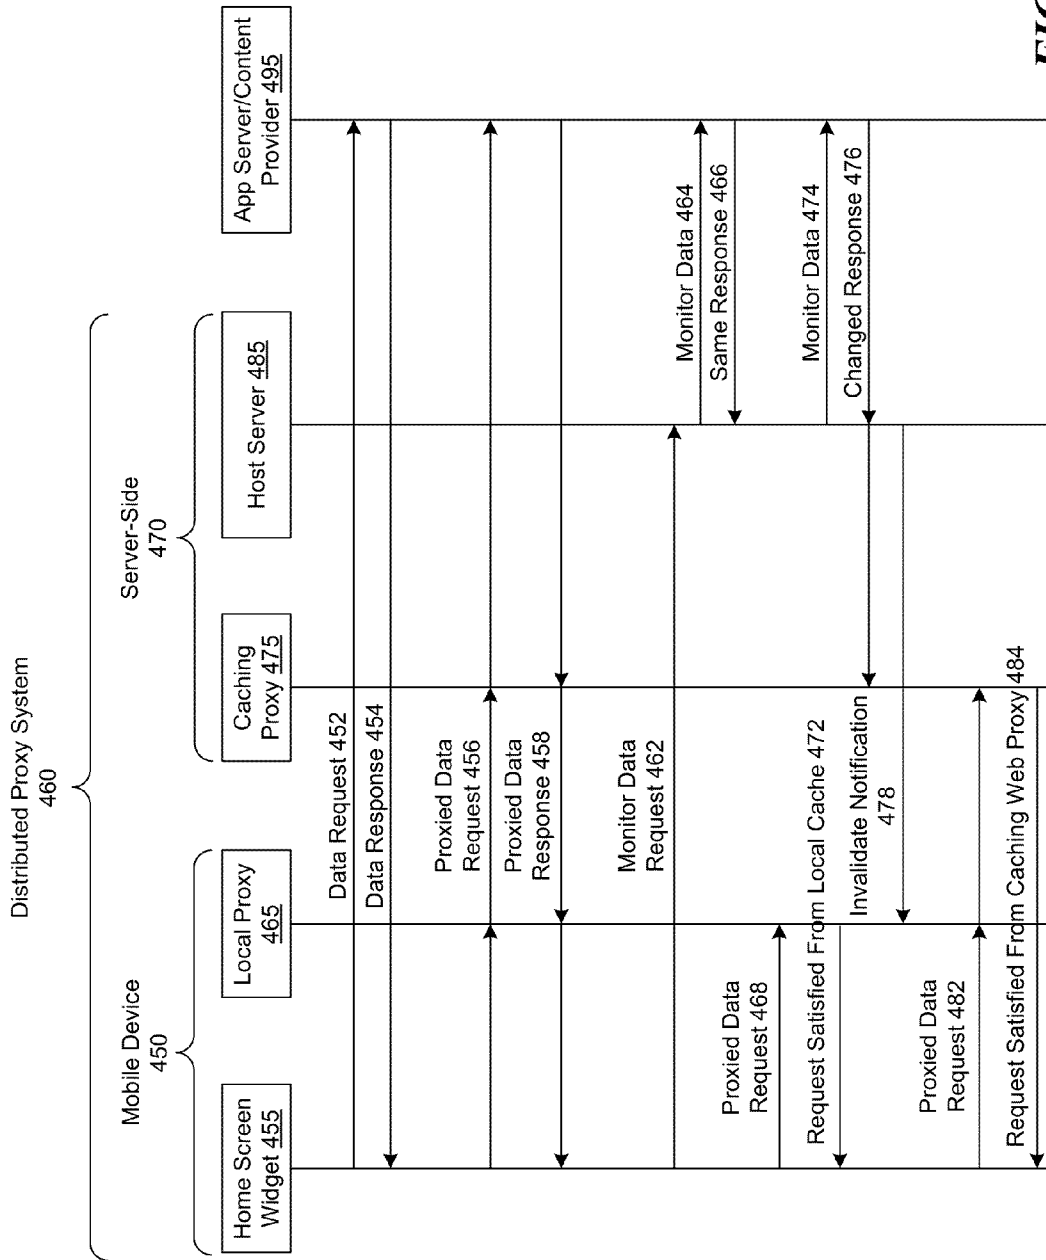 Distributed Proxy System
460
Mobile Device
450
Server-Side
470
Home Screen
Widget 455
Local Proxy
465
Caching
Proxy 475
Host Server 485
App Server/Content
Provider 495
Data Request 452
Data Response 454
Proxied Data
Request 456
Proxied Data
Response 458
Monitor Data
Request 462
Monitor Data 464
Same Response 466
Proxied Data
Request 468
Request Satisfied From Local Cache 472
Monitor Data 474
Changed Response 476
Invalidate Notification
478
Proxied Data
Request 482
Request Satisfied From Caching Web Proxy 484